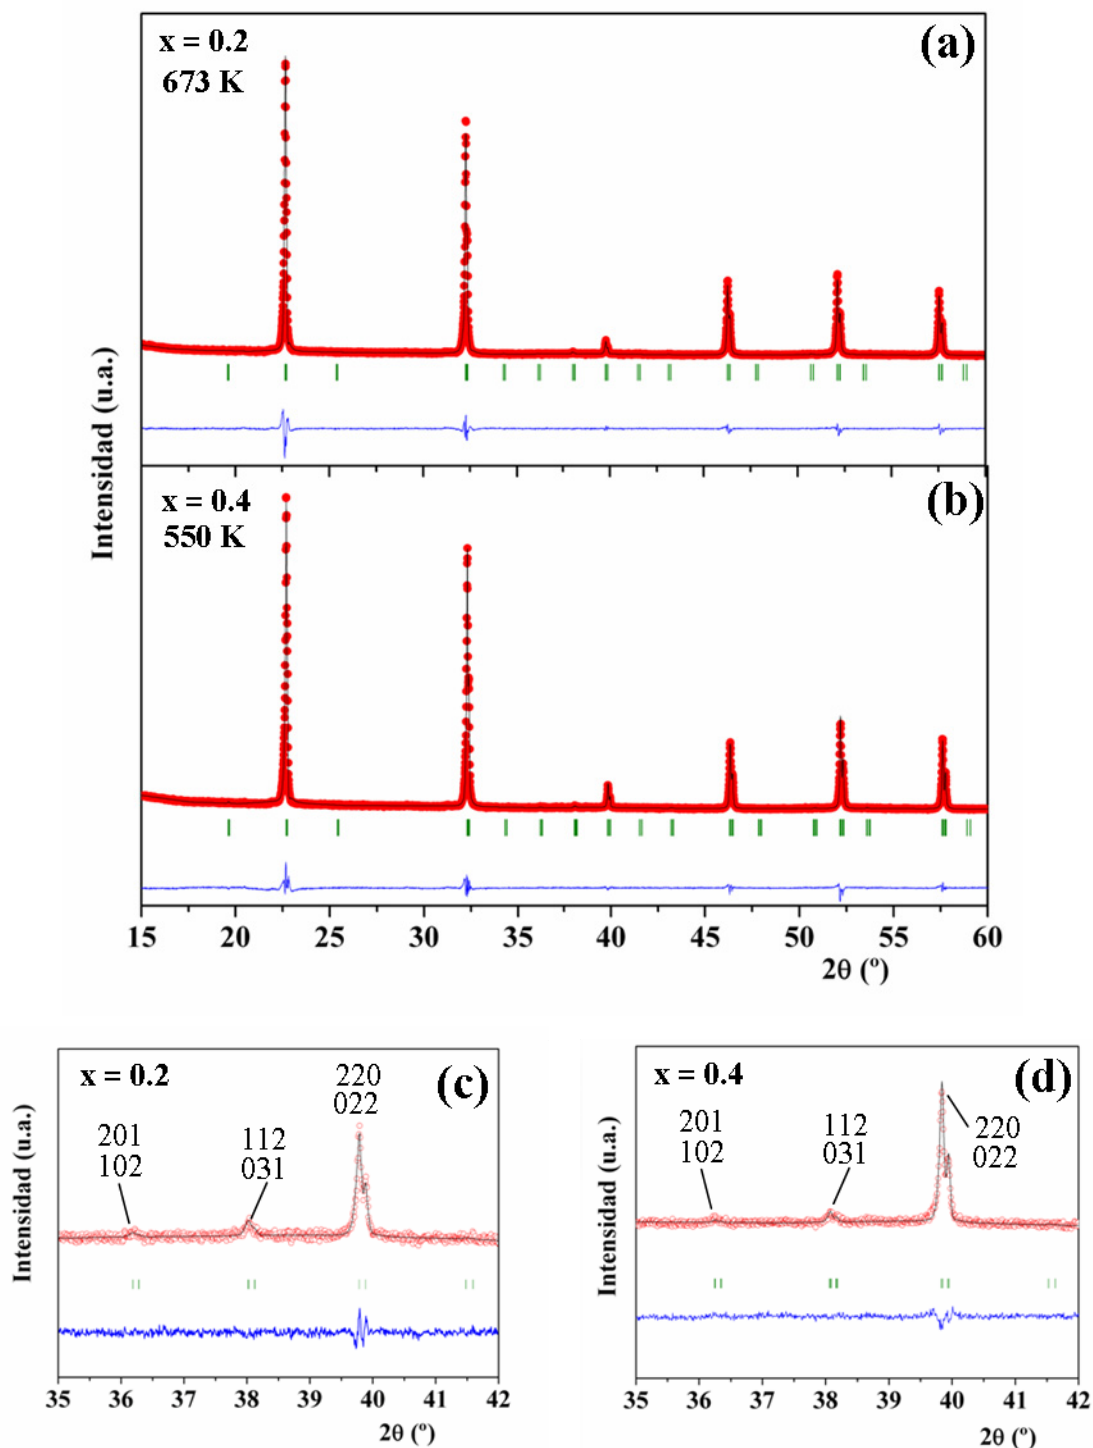 x = 0.2
673 K
(a)
Intensidad (u.a.)
x = 0.4
550 K
(b)
15 20 25 30 35 40 45 50 55 60
2θ (º)
x = 0.2
(c)
220
022
201
102
112
031
Intensidad (u.a.)
35 36 37 38 39 40 41 42
2θ (º)
x = 0.4
(d)
201
102
112
031
220
022
Intensidad (u.a.)
35 36 37 38 39 40 41 42
2θ (º)